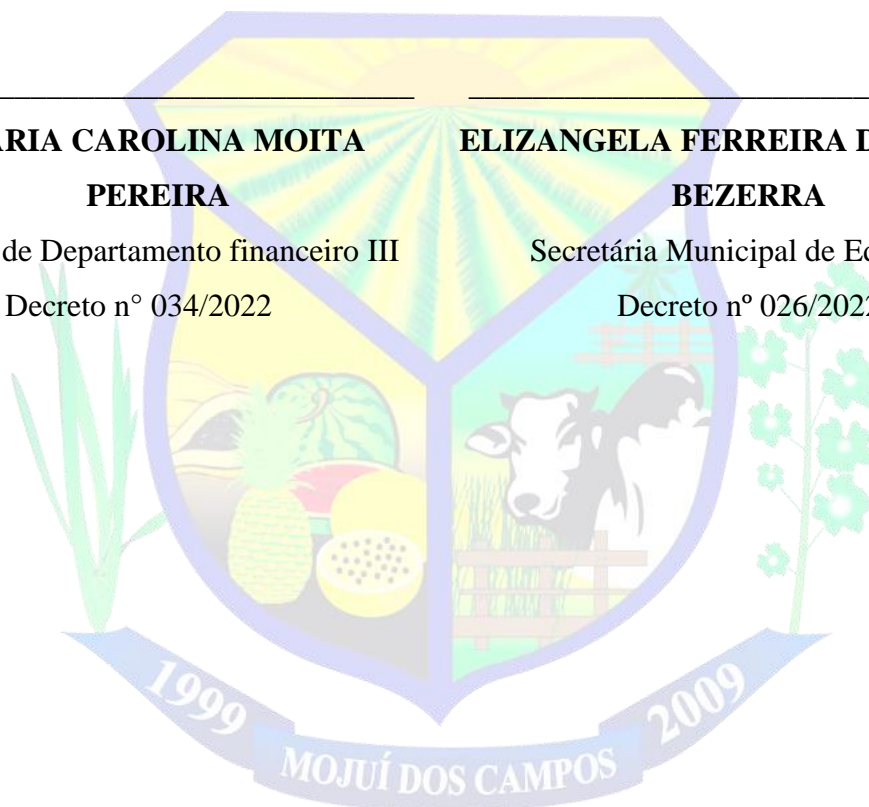 ARIA CAROLINA MOITA
PEREIRA
de Departamento financeiro III
Decreto n° 034/2022
ELIZANGELA FERREIRA D
BEZERRA
Secretária Municipal de Ed
Decreto nº 026/2022
1999 MOJUÍ DOS CAMPOS 2009